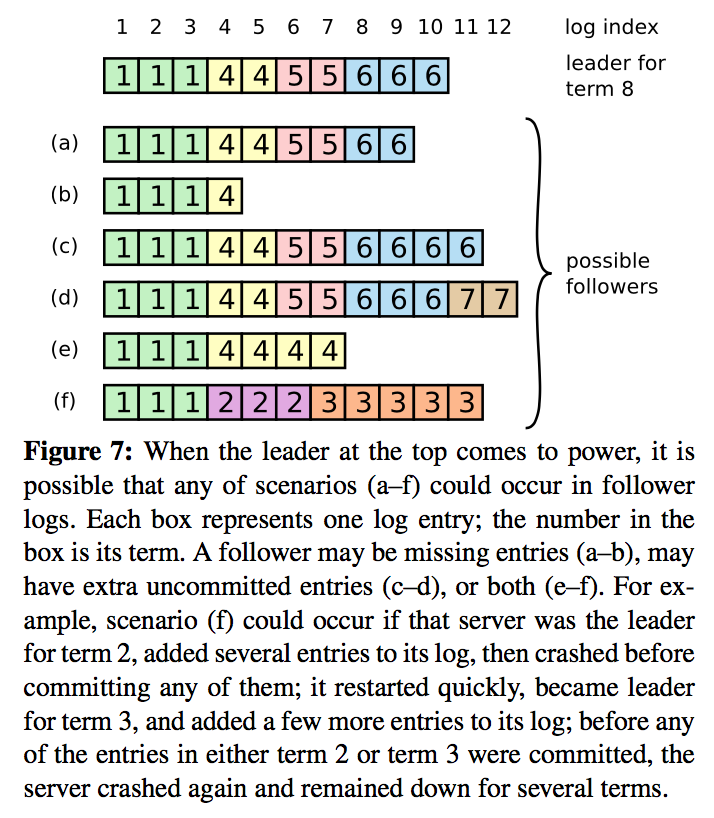 1 2 3 4 5 6 7 8 9 10 11 12 log index
1 1 1 4 4 5 5 6 6 6 leader for
term 8
(a) 1 1 1 4 4 5 5 6 6
(b) 1 1 1 4
(c) 1 1 1 4 4 5 5 6 6 6 6
possible
followers
(d) 1 1 1 4 4 5 5 6 6 6 7 7
(e) 1 1 1 4 4 4 4
(f) 1 1 1 2 2 2 3 3 3 3 3
Figure 7: When the leader at the top comes to power, it is
possible that any of scenarios (a–f) could occur in follower
logs. Each box represents one log entry; the number in the
box is its term. A follower may be missing entries (a–b), may
have extra uncommitted entries (c–d), or both (e–f). For ex-
ample, scenario (f) could occur if that server was the leader
for term 2, added several entries to its log, then crashed before
committing any of them; it restarted quickly, became leader
for term 3, and added a few more entries to its log; before any
of the entries in either term 2 or term 3 were committed, the
server crashed again and remained down for several terms.